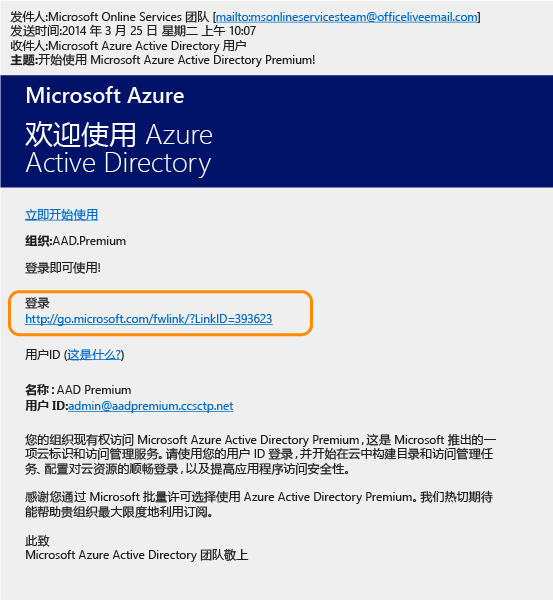 发件人:Microsoft Online Services 团队 [mailto:msonlineservicesteam@officeliveemail.com]
发送时间:2014 年 3 月 25 日 星期二 上午 10:07
收件人:Microsoft Azure Active Directory 用户
主题:开始使用 Microsoft Azure Active Directory Premium!
Microsoft Azure
欢迎使用 Azure
Active Directory
立即开始使用
组织:AAD.Premium
登录即可使用!
登录
http://go.microsoft.com/fwlink/?LinkID=393623
用户ID (这是什么?)
名称: AAD Premium
用户 ID:admin@aadpremium.ccsctp.net
您的组织现有权访问 Microsoft Azure Active Directory Premium,这是 Microsoft 推出的一
项云标识和访问管理服务。请使用您的用户 ID 登录,并开始在云中构建目录和访问管理任
务、配置对云资源的顺畅登录,以及提高应用程序访问安全性。
感谢您通过 Microsoft 批量许可选择使用 Azure Active Directory Premium。我们热切期待
能帮助贵组织最大限度地利用订阅。
此致
Microsoft Azure Active Directory 团队敬上